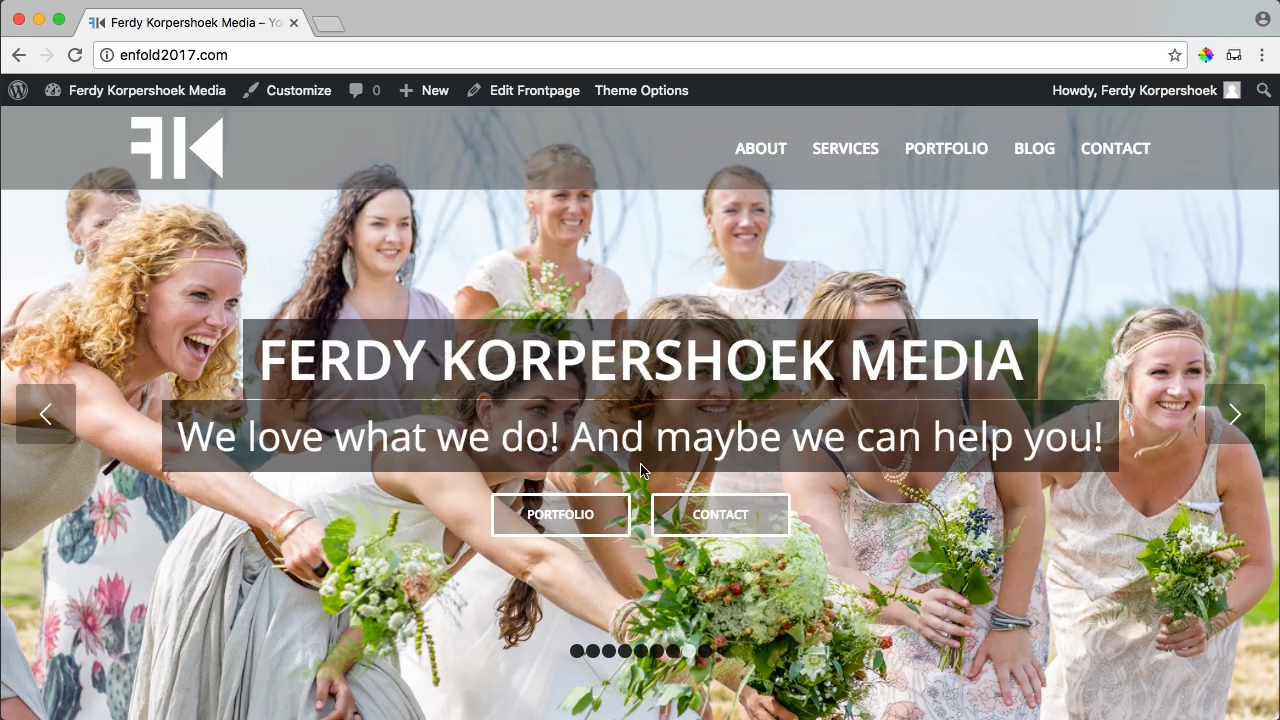 Ferdy Korpershoek Media – Yo
enfold2017.com
Ferdy Korpershoek Media Customize 0 New Edit Frontpage Theme Options Howdy, Ferdy Korpershoek
FK ABOUT SERVICES PORTFOLIO BLOG CONTACT
FERDY KORPERSHOEK MEDIA
We love what we do! And maybe we can help you!
PORTFOLIO CONTACT